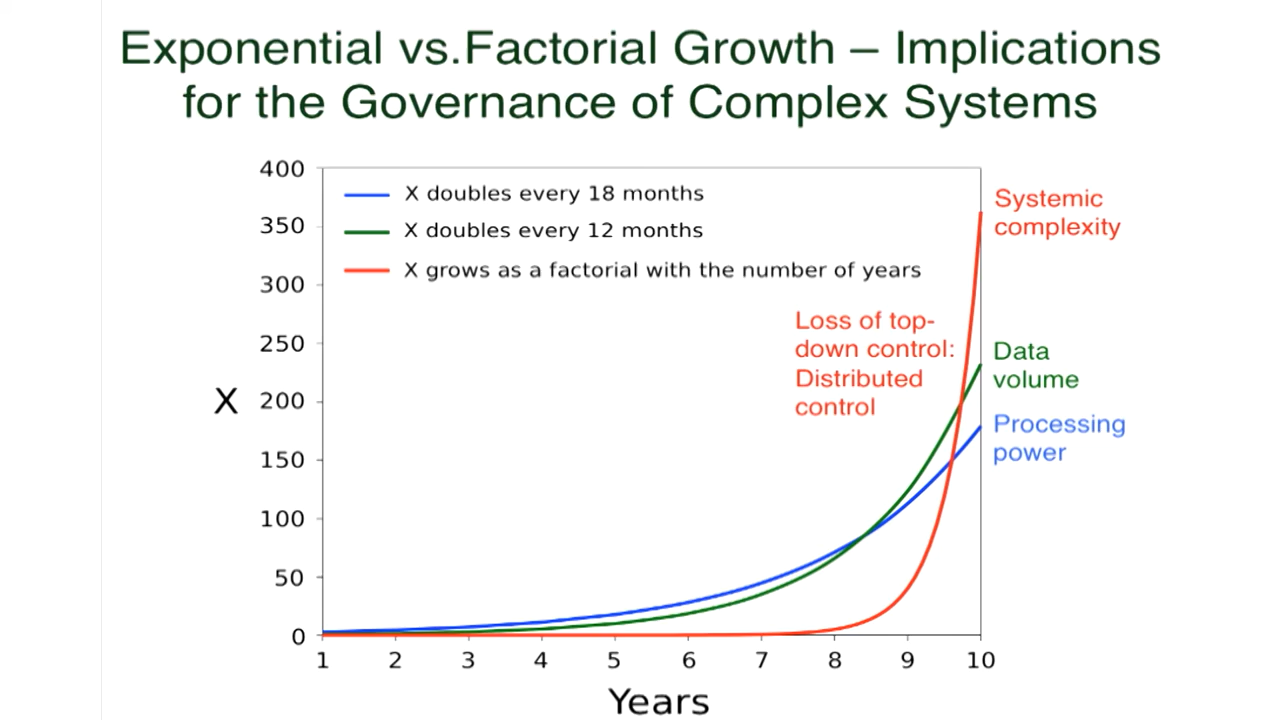 Exponential vs.Factorial Growth – Implications
for the Governance of Complex Systems
400
350
300
250
200
150
100
50
0
X
X doubles every 18 months
X doubles every 12 months
X grows as a factorial with the number of years
Loss of top-
down control:
Distributed
control
Systemic
complexity
Data
volume
Processing
power
1 2 3 4 5 6 7 8 9 10
Years